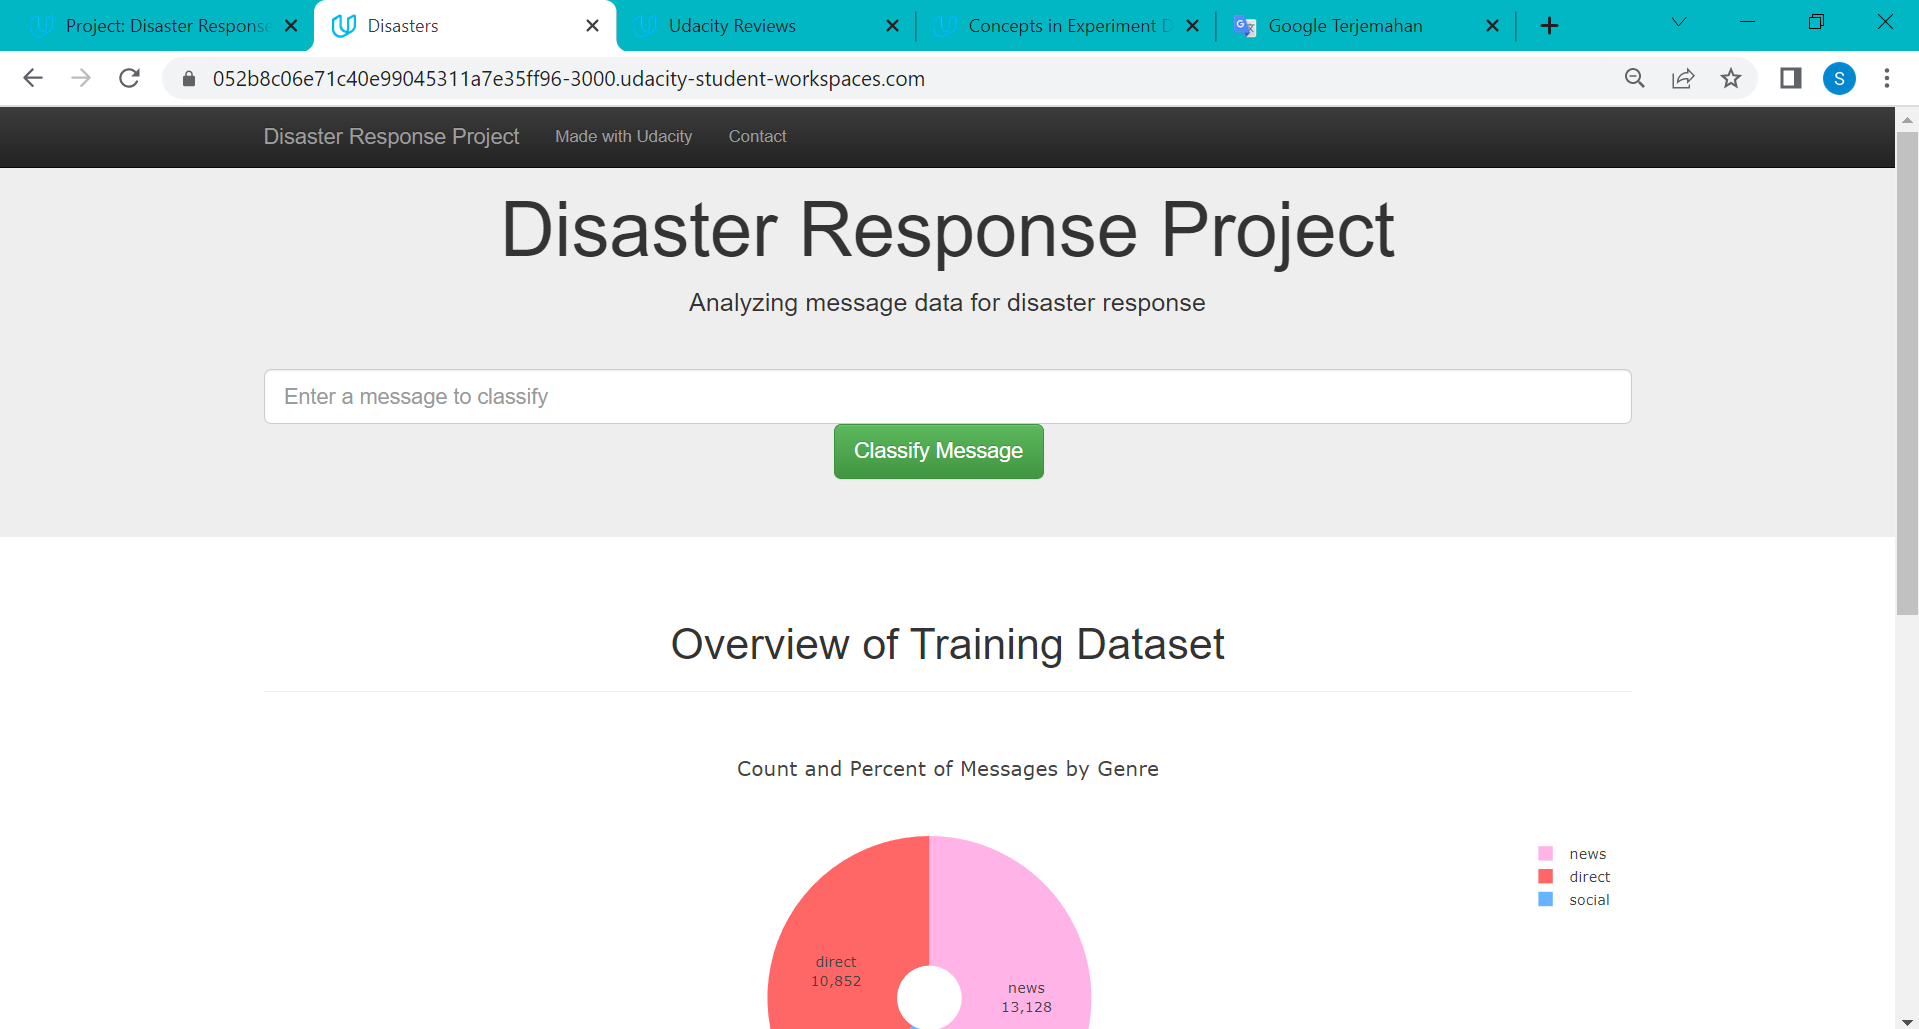 Project: Disaster Response
Disasters
Udacity Reviews
Concepts in Experiment D
Google Terjemahan
052b8c06e71c40e99045311a7e35ff96-3000.udacity-student-workspaces.com
S
Disaster Response Project
Made with Udacity
Contact
Disaster Response Project
Analyzing message data for disaster response
Enter a message to classify
Classify Message
Overview of Training Dataset
Count and Percent of Messages by Genre
news
direct
social
direct
10,852
news
13,128